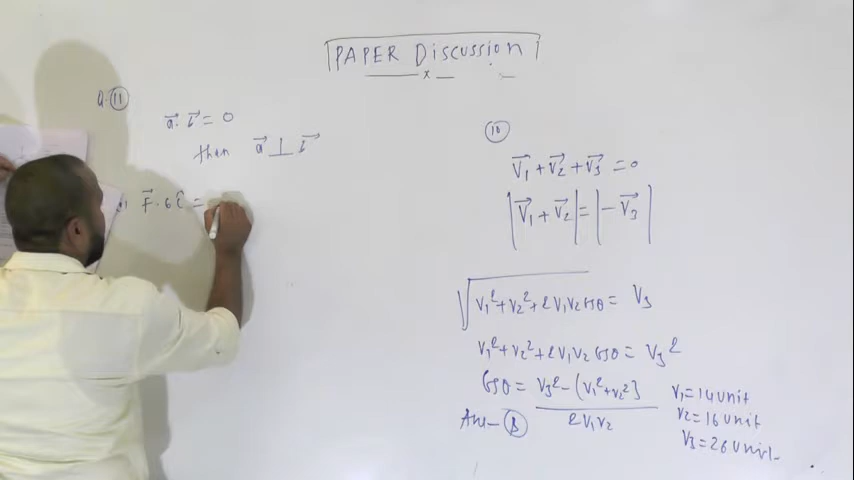 PAPER Discussion
x
Q. 11
a⃗. b⃗ = 0
then a⃗ ⊥ b⃗
F⃗ . 6 î =
10
V₁⃗ + V₂⃗ + V₃⃗ = 0
|V₁⃗ + V₂⃗| = |-V₃⃗|
√(V₁² + V₂² + 2V₁V₂ cosθ) = V₃
V₁² + V₂² + 2V₁V₂ cosθ = V₃²
cosθ = V₃² - (V₁² + V₂²)
2V₁V₂
Ans - B
V₁ = 14 unit
V₂ = 16 unit
V₃ = 26 unit